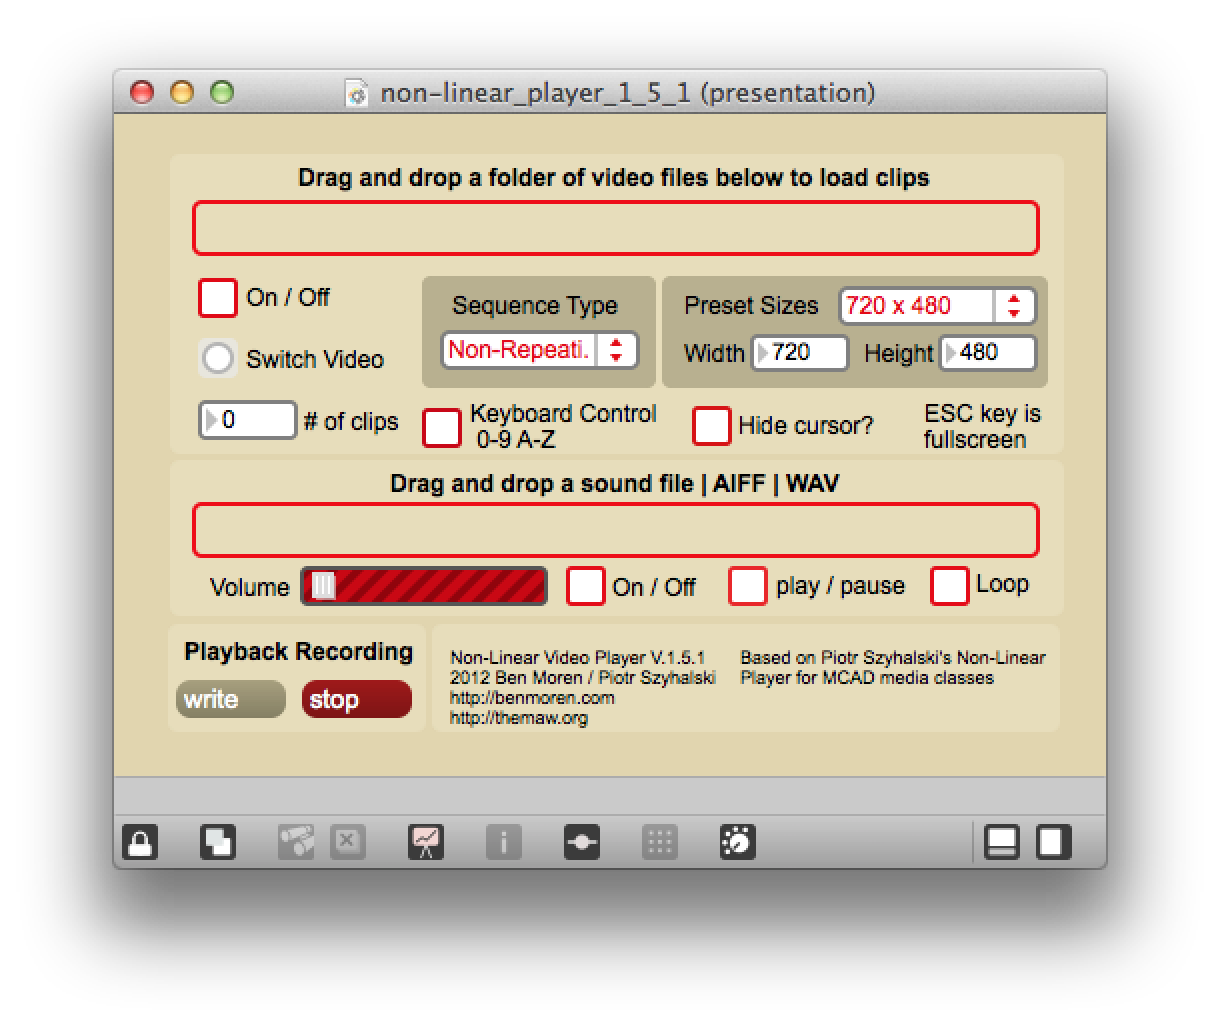 non-linear_player_1_5_1 (presentation)
Drag and drop a folder of video files below to load clips
On / Off
Sequence Type
Preset Sizes
720 x 480
Switch Video
Non-Repeati.
Width
720
Height
480
0
# of clips
Keyboard Control
0-9 A-Z
Hide cursor?
ESC key is
fullscreen
Drag and drop a sound file | AIFF | WAV
Volume
On / Off
play / pause
Loop
Playback Recording
write
stop
Non-Linear Video Player V.1.5.1
2012 Ben Moren / Piotr Szyhalski
http://benmoren.com
http://themaw.org
Based on Piotr Szyhalski's Non-Linear
Player for MCAD media classes